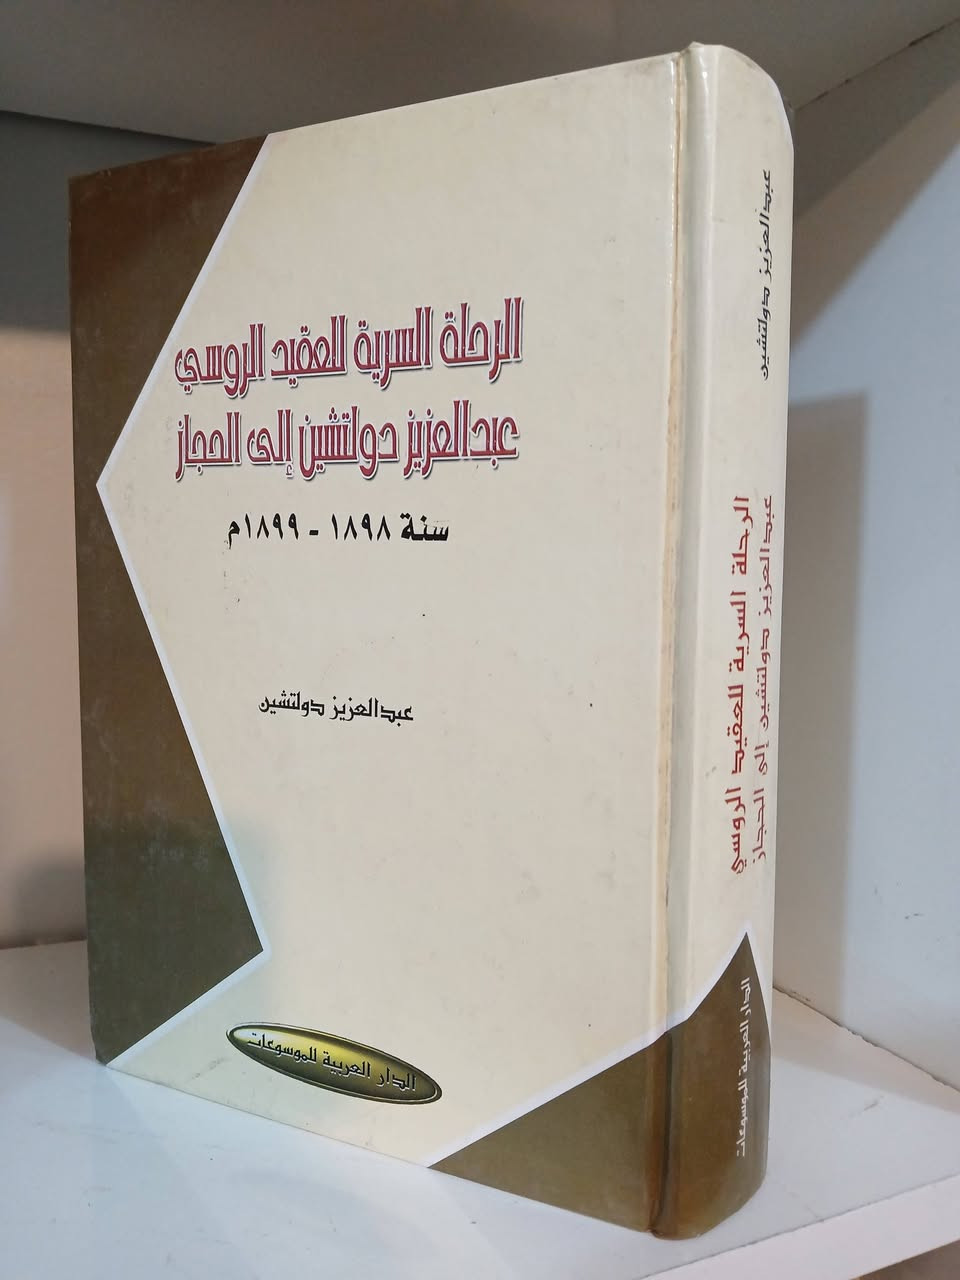 الرحلة السرية للعقيد الروسي
عبدالعزيز دولتشين إلى الحجاز
سنة ١٨٩٨ - ١٨٩٩م
عبدالعزيز دولتشين
الدار العربية للموسوعات
عبدالعزيز دولتشين
الرحلة السرية للعقيد الروسي
عبدالعزيز دولتشين إلى الحجاز
الدار العربية للموسوعات